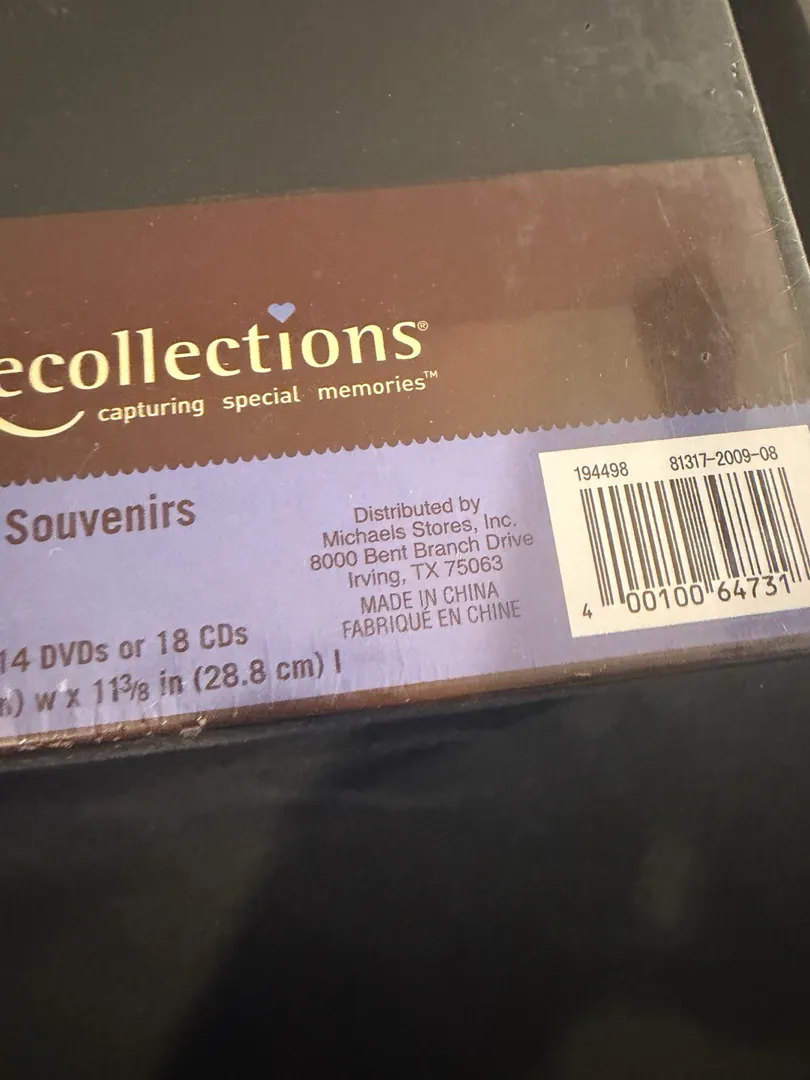 ecollections®
capturing special memories™
Souvenirs
14 DVDs or 18 CDs
) w x 11 3/8 in (28.8 cm) l
Distributed by
Michaels Stores, Inc.
8000 Bent Branch Drive
Irving, TX 75063
MADE IN CHINA
FABRIQUÉ EN CHINE
194498 81317-2009-08
4 00100 64731